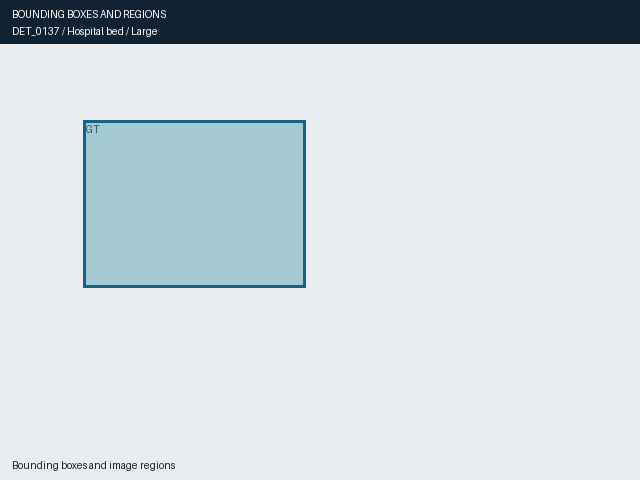 BOUNDING BOXES AND REGIONS
DET_0137 / Hospital bed / Large
GT
Bounding boxes and image regions